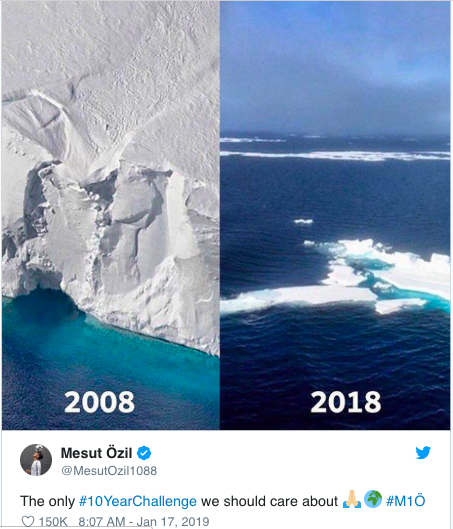 2008
2018
Mesut Özil
@MesutOzil1088
The only #10YearChallenge we should care about 🙏🏼🌍 #M1Ö
150K 8:07 AM - Jan 17, 2019